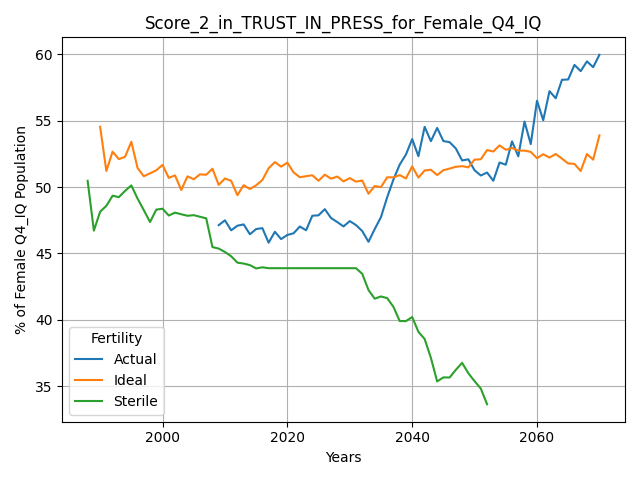 Score_2_in_TRUST_IN_PRESS_for_Female_Q4_IQ
% of Female Q4_IQ Population
60
55
50
45
40
35
Fertility
Actual
Ideal
Sterile
2000 2020 2040 2060
Years